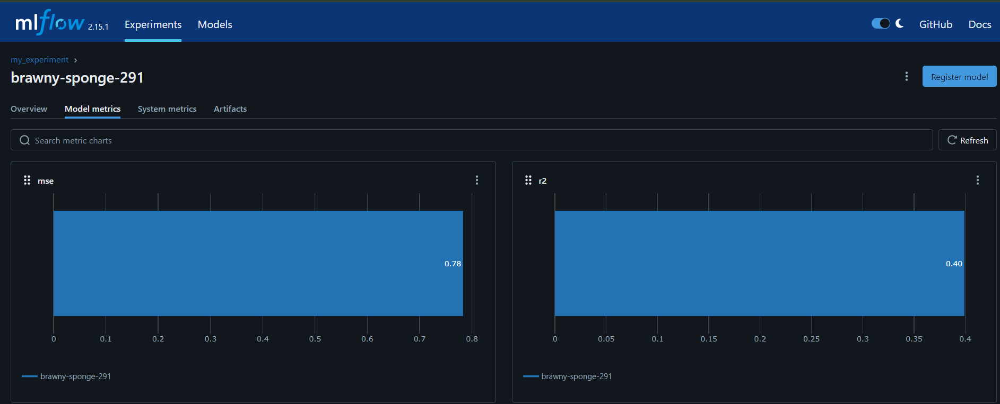 mlflow 2.15.1 Experiments Models GitHub Docs
my_experiment
brawny-sponge-291
Register model
Overview Model metrics System metrics Artifacts
Search metric charts
Refresh
mse
0.78
0 0.1 0.2 0.3 0.4 0.5 0.6 0.7 0.8
brawny-sponge-291
r2
0.40
0 0.05 0.1 0.15 0.2 0.25 0.3 0.35 0.4
brawny-sponge-291